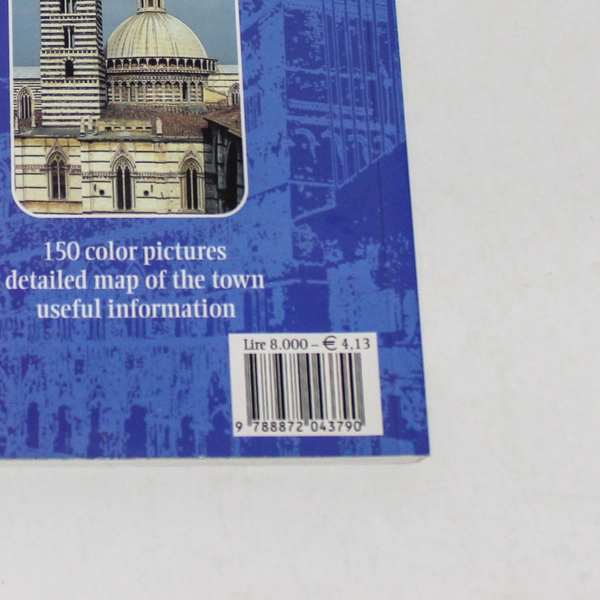 150 color pictures
detailed map of the town
useful information
Lire 8.000 – € 4,13
9 788872 043790